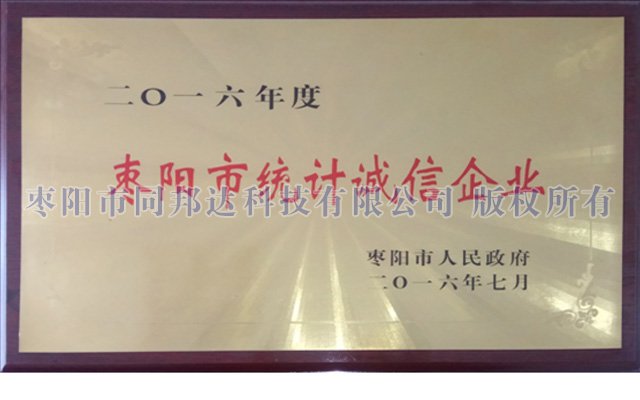 二〇一六年度
枣阳市统计诚信企业
枣阳市向邦达科技有限公司 版权所有
枣阳市人民政府
二〇一六年七月